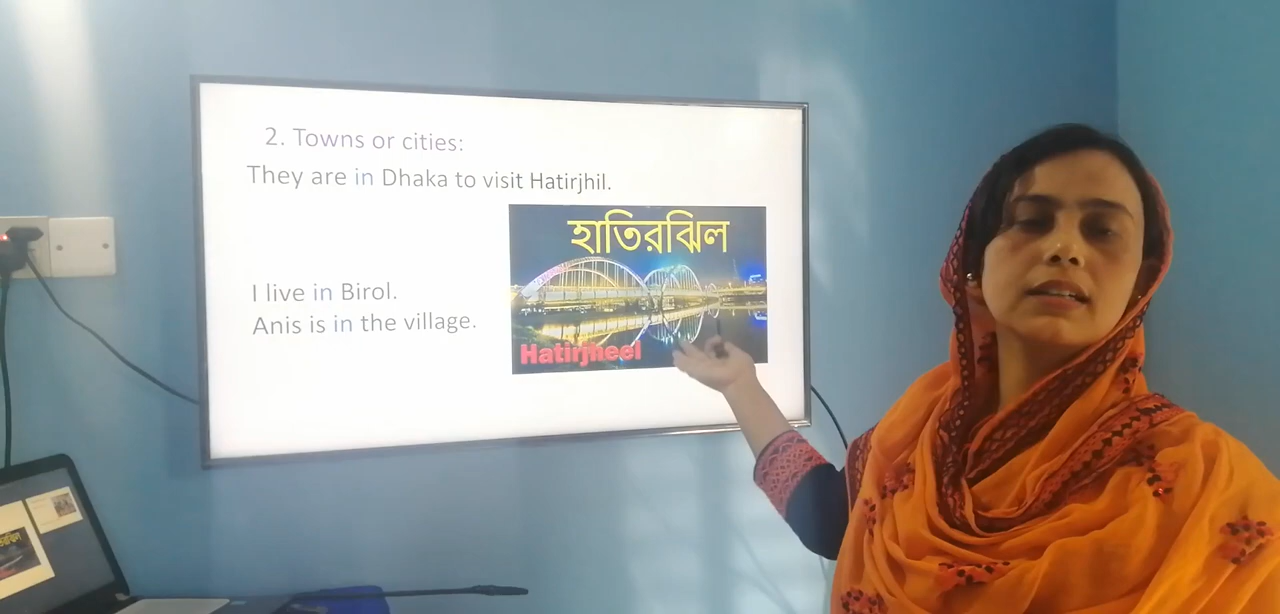 2. Towns or cities:
They are in Dhaka to visit Hatirjhil.
হাতিরঝিল
Hatirjheel
I live in Birol.
Anis is in the village.